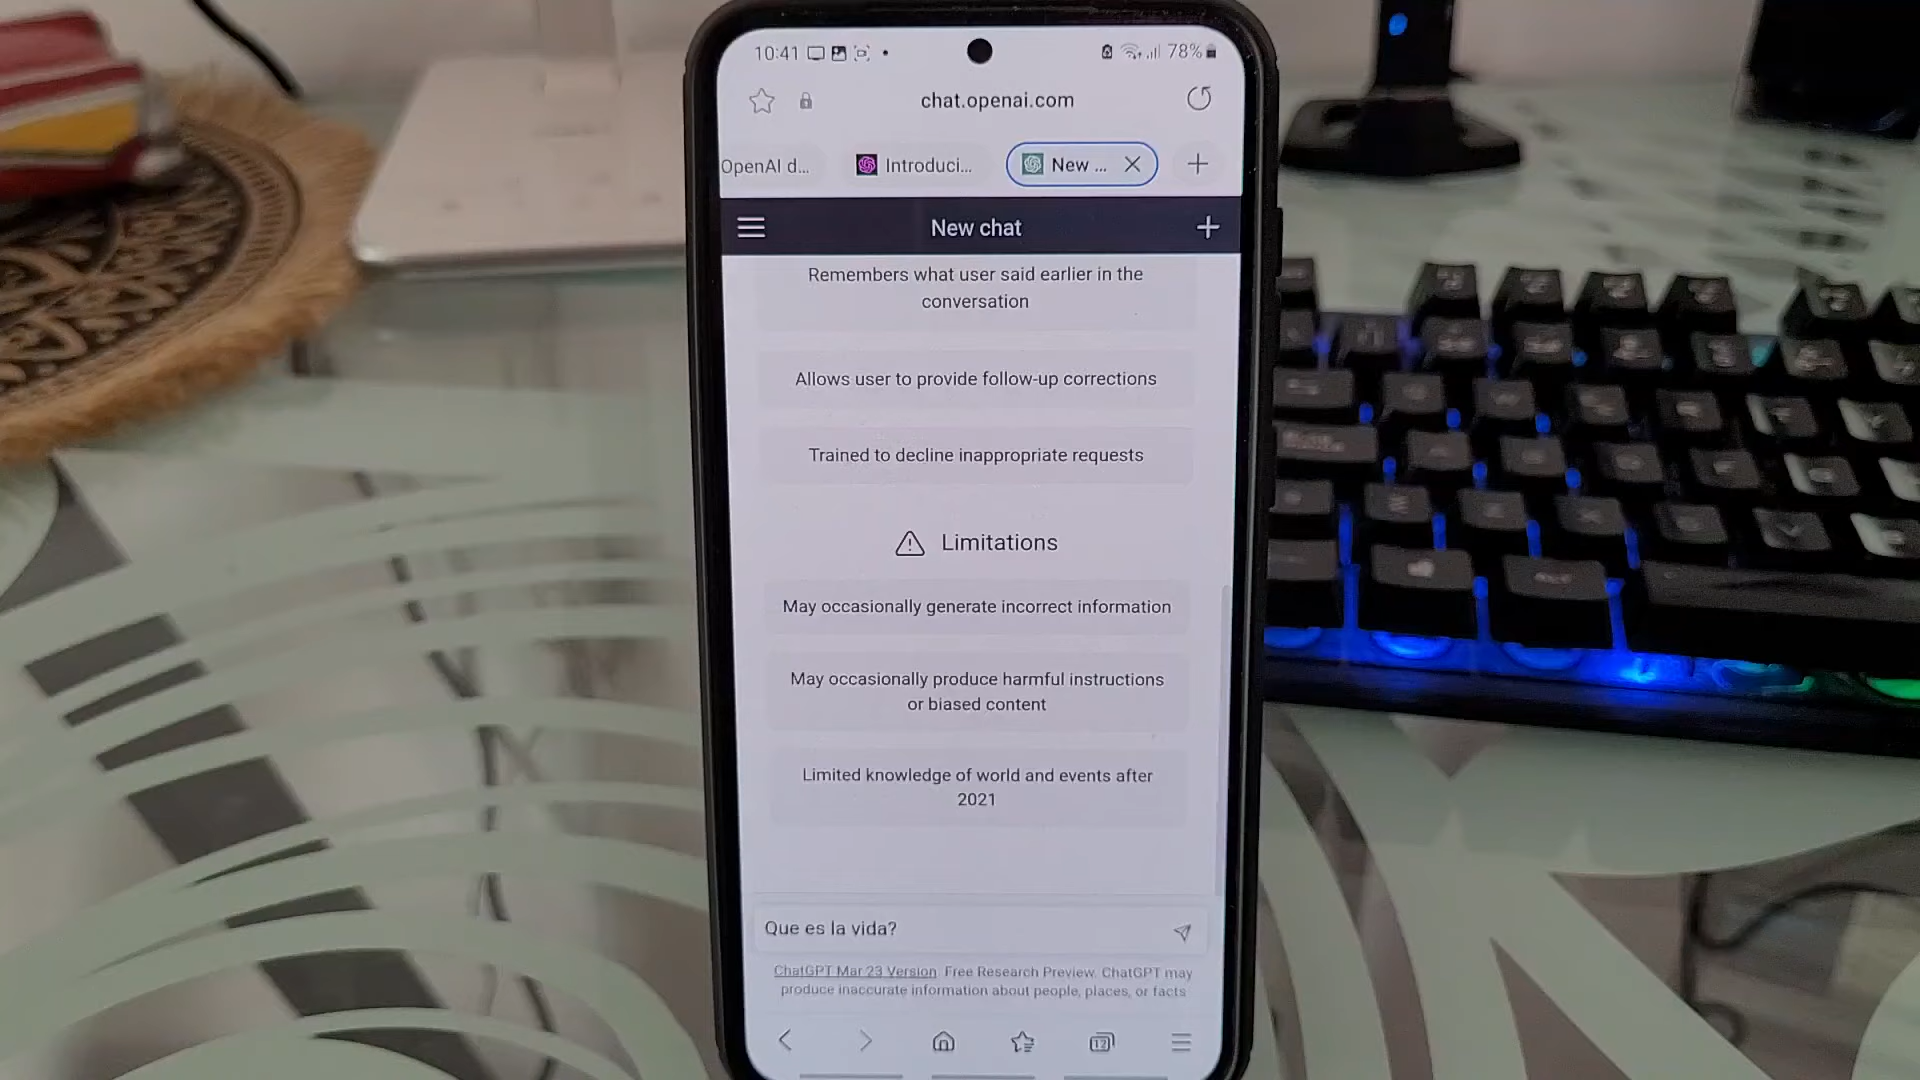 10:41
78%
chat.openai.com
OpenAI d...
Introduci...
New ...
New chat
Remembers what user said earlier in the
conversation
Allows user to provide follow-up corrections
Trained to decline inappropriate requests
Limitations
May occasionally generate incorrect information
May occasionally produce harmful instructions
or biased content
Limited knowledge of world and events after
2021
Que es la vida?
ChatGPT Mar 23 Version. Free Research Preview. ChatGPT may
produce inaccurate information about people, places, or facts
12